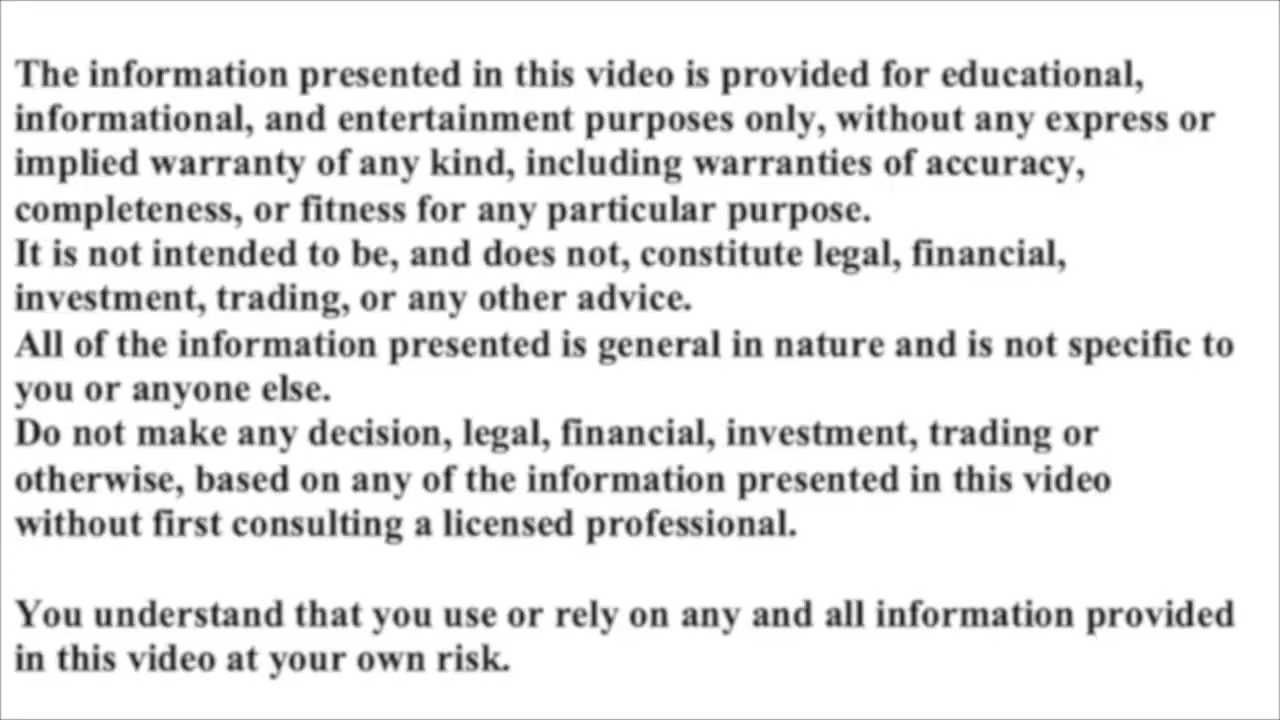 The information presented in this video is provided for educational,
informational, and entertainment purposes only, without any express or
implied warranty of any kind, including warranties of accuracy,
completeness, or fitness for any particular purpose.
It is not intended to be, and does not, constitute legal, financial,
investment, trading, or any other advice.
All of the information presented is general in nature and is not specific to
you or anyone else.
Do not make any decision, legal, financial, investment, trading or
otherwise, based on any of the information presented in this video
without first consulting a licensed professional.
You understand that you use or rely on any and all information provided
in this video at your own risk.